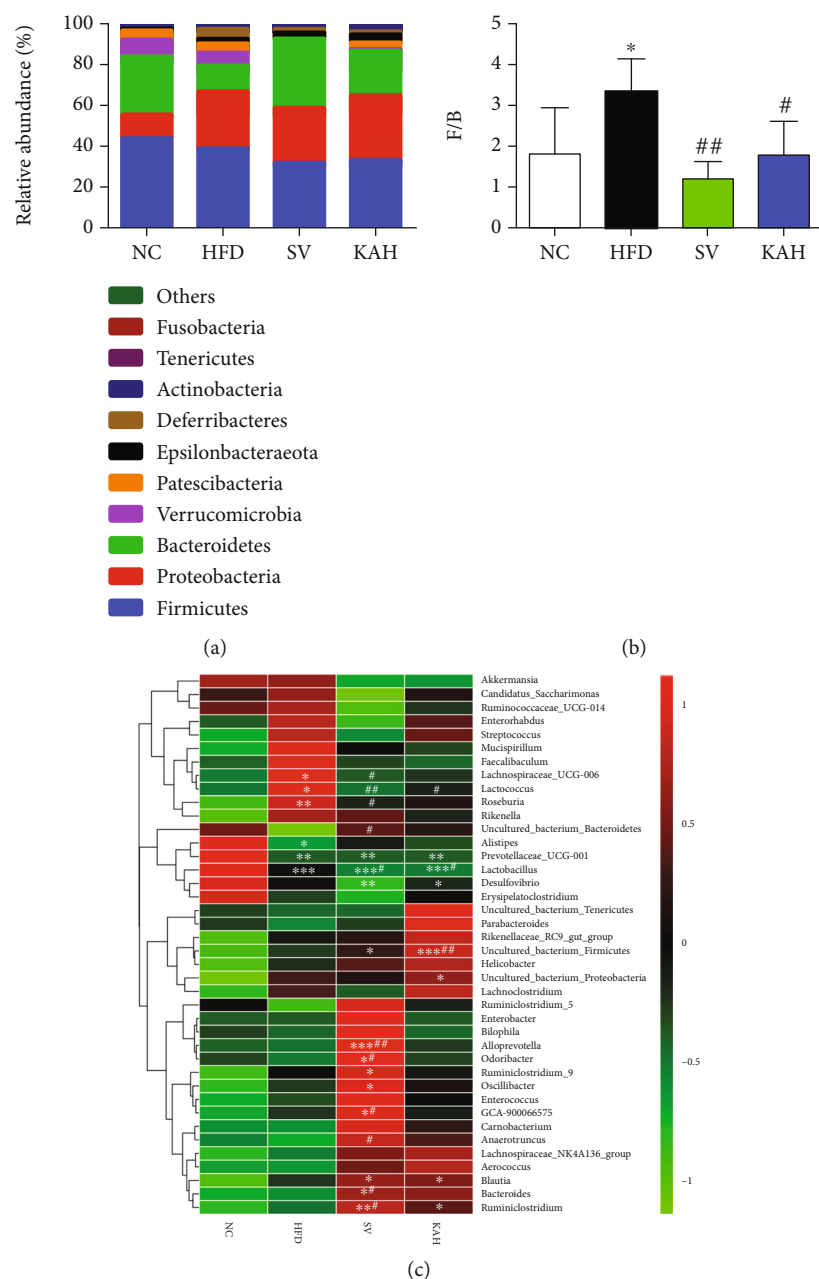 Relative abundance (%)
100
80
60
40
20
0
NC HFD SV KAH
Others
Fusobacteria
Tenericutes
Actinobacteria
Deferribacteres
Epsilonbacteraeota
Patescibacteria
Verrucomicrobia
Bacteroidetes
Proteobacteria
Firmicutes
(a)
F/B
5
4
3
2
1
0
*
##
#
NC HFD SV KAH
(b)
Akkermansia
Candidatus_Saccharimonas
Ruminococcaceae_UCG-014
Enterorhabdus
Streptococcus
Mucispirillum
Faecalibaculum
* # Lachnospiraceae_UCG-006
* ## # Lactococcus
** # Roseburia
Rikenella
# Uncultured_bacterium_Bacteroidetes
* Alistipes
** ** ** Prevotellaceae_UCG-001
*** ***# ***# Lactobacillus
** * Desulfovibrio
Erysipelatoclostridium
Uncultured_bacterium_Tenericutes
Parabacteroides
Rikenellaceae_RC9_gut_group
* ***## Uncultured_bacterium_Firmicutes
Helicobacter
* Uncultured_bacterium_Proteobacteria
Lachnoclostridium
Ruminiclostridium_5
Enterobacter
Bilophila
***## Alloprevotella
*# Odoribacter
* Ruminiclostridium_9
* Oscillibacter
Enterococcus
*# GCA-900066575
Carnobacterium
# Anaerotruncus
Lachnospiraceae_NK4A136_group
Aerococcus
* * Blautia
*# Bacteroides
**# * Ruminiclostridium
NC HFD SV KAH
1
0.5
0
−0.5
−1
(c)